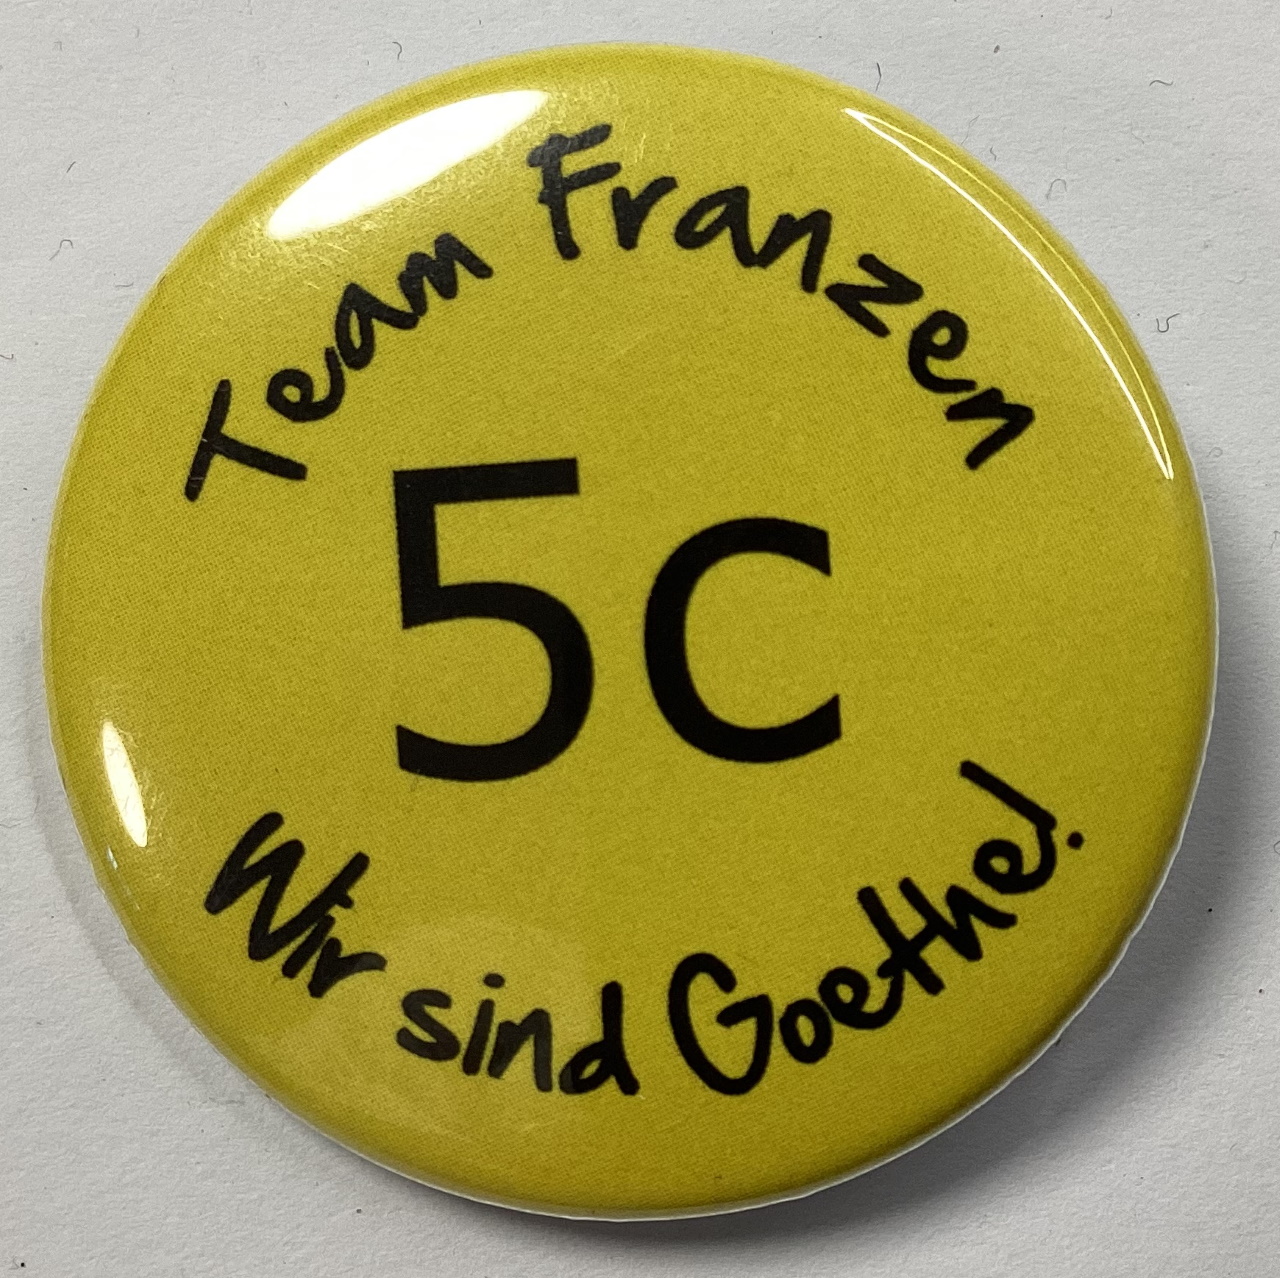 Team Franzen
5c
Wir sind Goethe!